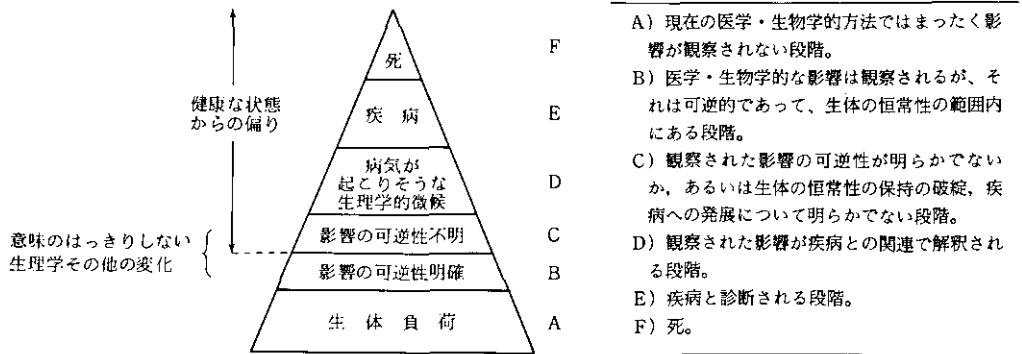 死
F
健康な状態
からの偏り
疾 病
E
病気が
起こりそうな
生理学的徴候
D
意味のはっきりしない
生理学その他の変化
影響の可逆性不明
C
影響の可逆性明確
B
生 体 負 荷
A
A) 現在の医学・生物学的方法ではまったく影
響が観察されない段階。
B) 医学・生物学的な影響は観察されるが、そ
れは可逆的であって、生体の恒常性の範囲内
にある段階。
C) 観察された影響の可逆性が明らかでない
か,あるいは生体の恒常性の保持の破綻,疾
病への発展について明らかでない段階。
D) 観察された影響が疾病との関連で解釈され
る段階。
E) 疾病と診断される段階。
F) 死。